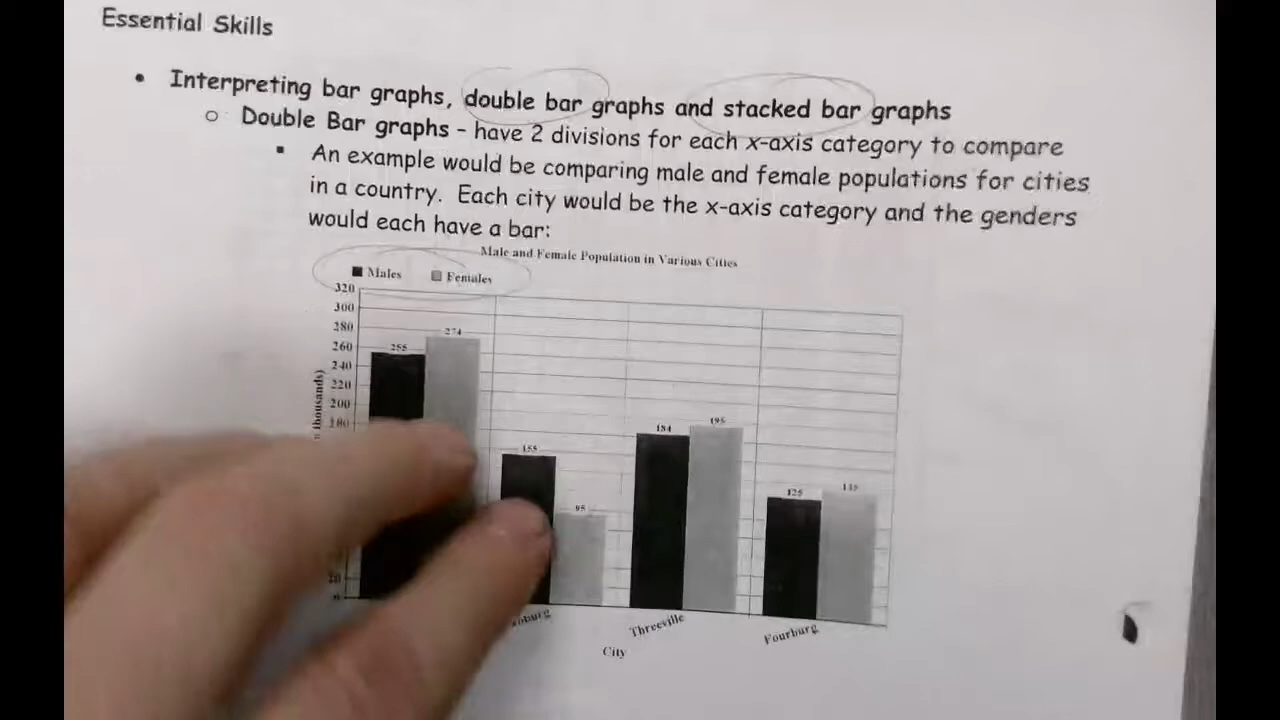 Essential Skills
• Interpreting bar graphs, double bar graphs and stacked bar graphs
o Double Bar graphs - have 2 divisions for each x-axis category to compare
▪ An example would be comparing male and female populations for cities
in a country. Each city would be the x-axis category and the genders
would each have a bar:
Male and Female Population in Various Cities
Males Females
320
300
280
260
240
220
200
180
20
0
255 274
155 95
184 195
125 135
thousands)
Threeville Fourburg
City